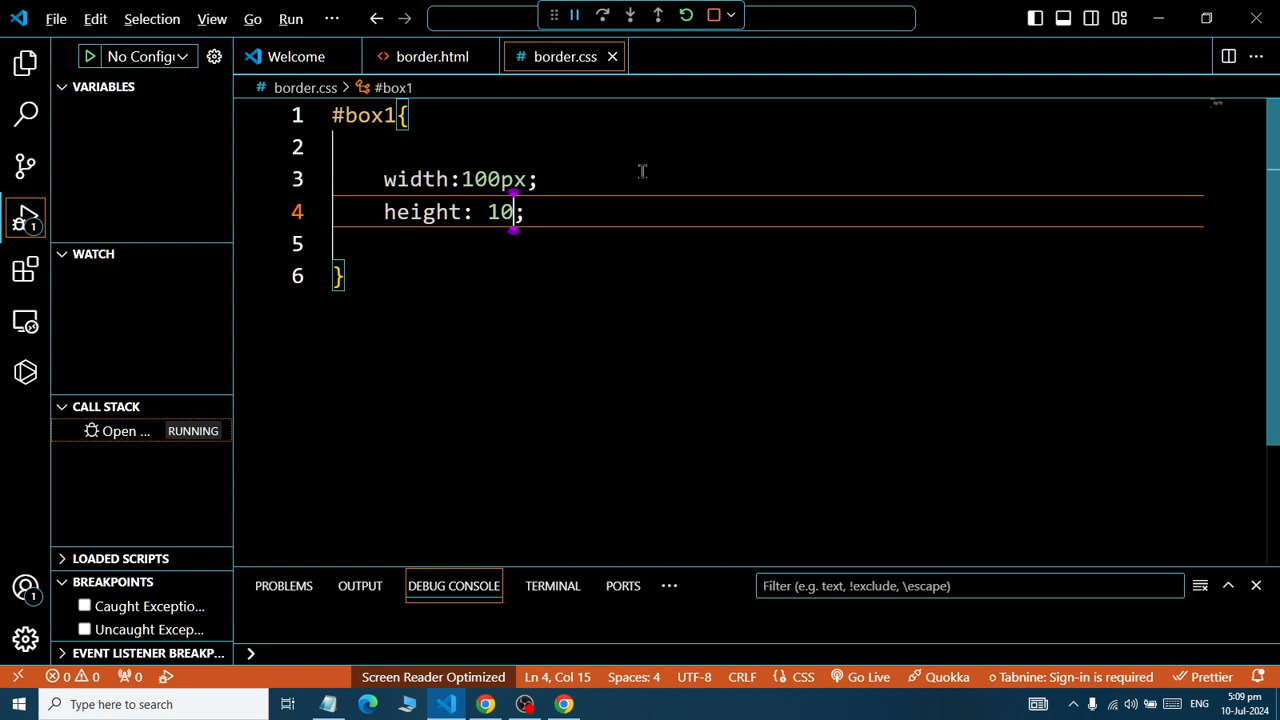 File Edit Selection View Go Run ···
No Config
Welcome border.html # border.css
# border.css > #box1
VARIABLES
WATCH
CALL STACK
Open ... RUNNING
LOADED SCRIPTS
BREAKPOINTS
Caught Exceptio...
Uncaught Excep...
EVENT LISTENER BREAKP...
1 #box1{
2
3 width:100px;
4 height: 10;
5
6 }
1
1
PROBLEMS OUTPUT DEBUG CONSOLE TERMINAL PORTS ··· Filter (e.g. text, !exclude, \escape)
>
0 0 0 Screen Reader Optimized Ln 4, Col 15 Spaces: 4 UTF-8 CRLF {} CSS Go Live Quokka Tabnine: Sign-in is required Prettier
Type here to search
ENG
5:09 pm
10-Jul-2024